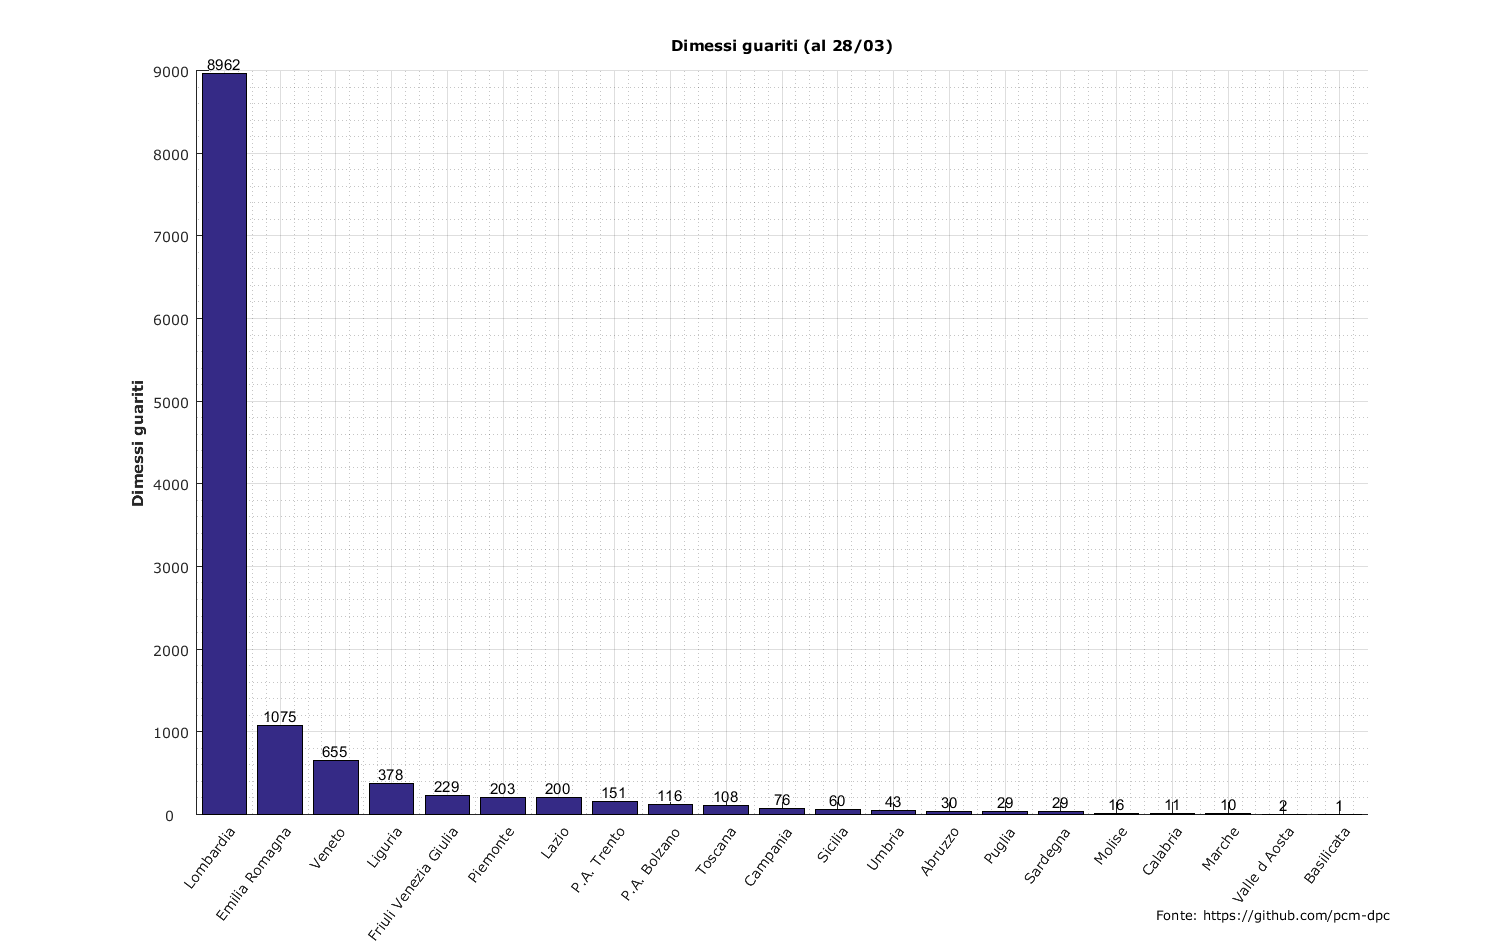 Dimessi guariti (al 28/03)
Dimessi guariti
9000
8000
7000
6000
5000
4000
3000
2000
1000
0
8962
1075
655
378
229
203
200
151
116
108
76
60
43
30
29
29
16
11
10
2
1
Lombardia
Emilia Romagna
Veneto
Liguria
Friuli Venezia Giulia
Piemonte
Lazio
P.A. Trento
P.A. Bolzano
Toscana
Campania
Sicilia
Umbria
Abruzzo
Puglia
Sardegna
Molise
Calabria
Marche
Valle d Aosta
Basilicata
Fonte: https://github.com/pcm-dpc